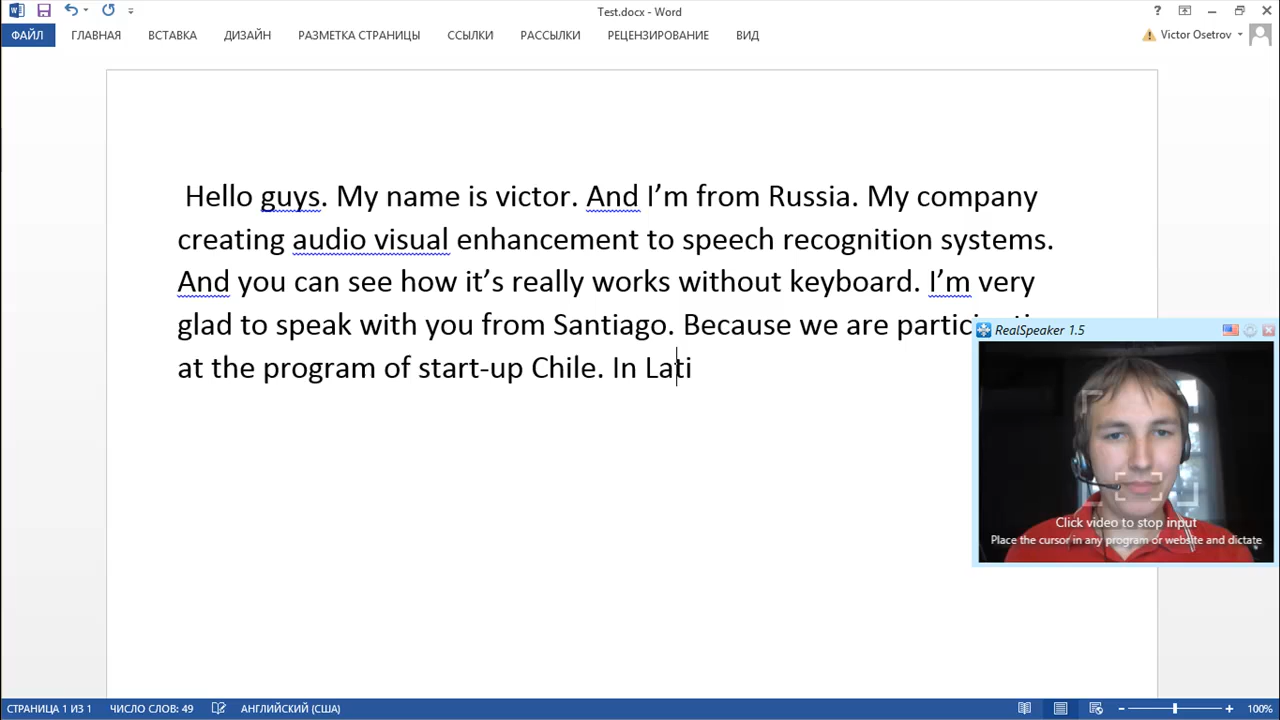 Test.docx - Word
?
ФАЙЛ ГЛАВНАЯ ВСТАВКА ДИЗАЙН РАЗМЕТКА СТРАНИЦЫ ССЫЛКИ РАССЫЛКИ РЕЦЕНЗИРОВАНИЕ ВИД Victor Osetrov
Hello guys. My name is victor. And I’m from Russia. My company
creating audio visual enhancement to speech recognition systems.
And you can see how it’s really works without keyboard. I’m very
glad to speak with you from Santiago. Because we are
at the program of start-up Chile. In Lati
RealSpeaker 1.5
Click video to stop input
Place the cursor in any program or website and dictate
СТРАНИЦА 1 ИЗ 1 ЧИСЛО СЛОВ: 49 АНГЛИЙСКИЙ (США) 100%